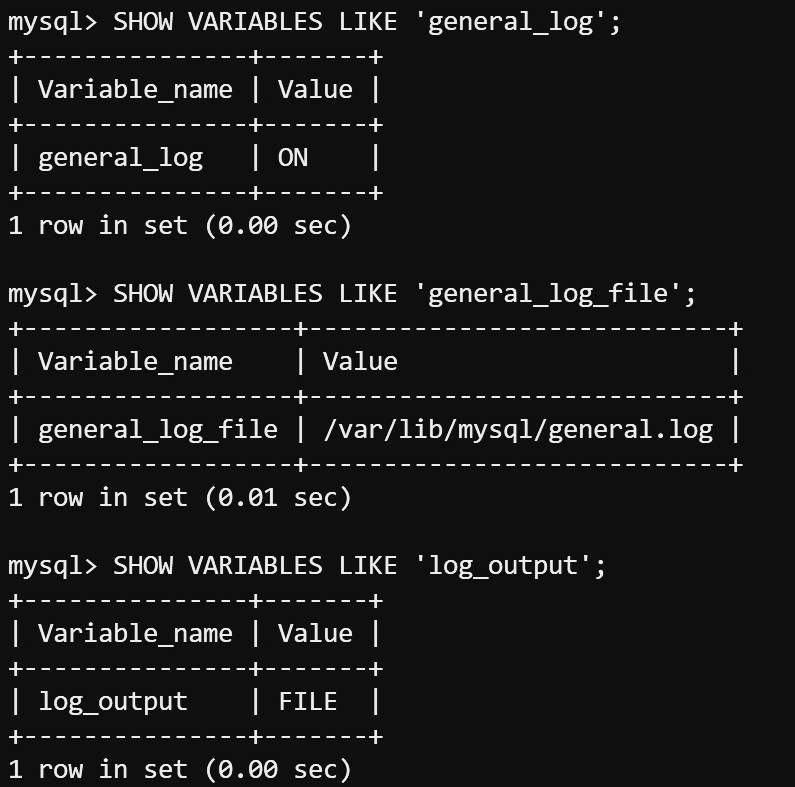 mysql> SHOW VARIABLES LIKE 'general_log';
+---------------+-------+
| Variable_name | Value |
+---------------+-------+
| general_log   | ON    |
+---------------+-------+
1 row in set (0.00 sec)

mysql> SHOW VARIABLES LIKE 'general_log_file';
+------------------+----------------------------+
| Variable_name    | Value                      |
+------------------+----------------------------+
| general_log_file | /var/lib/mysql/general.log |
+------------------+----------------------------+
1 row in set (0.01 sec)

mysql> SHOW VARIABLES LIKE 'log_output';
+---------------+-------+
| Variable_name | Value |
+---------------+-------+
| log_output    | FILE  |
+---------------+-------+
1 row in set (0.00 sec)